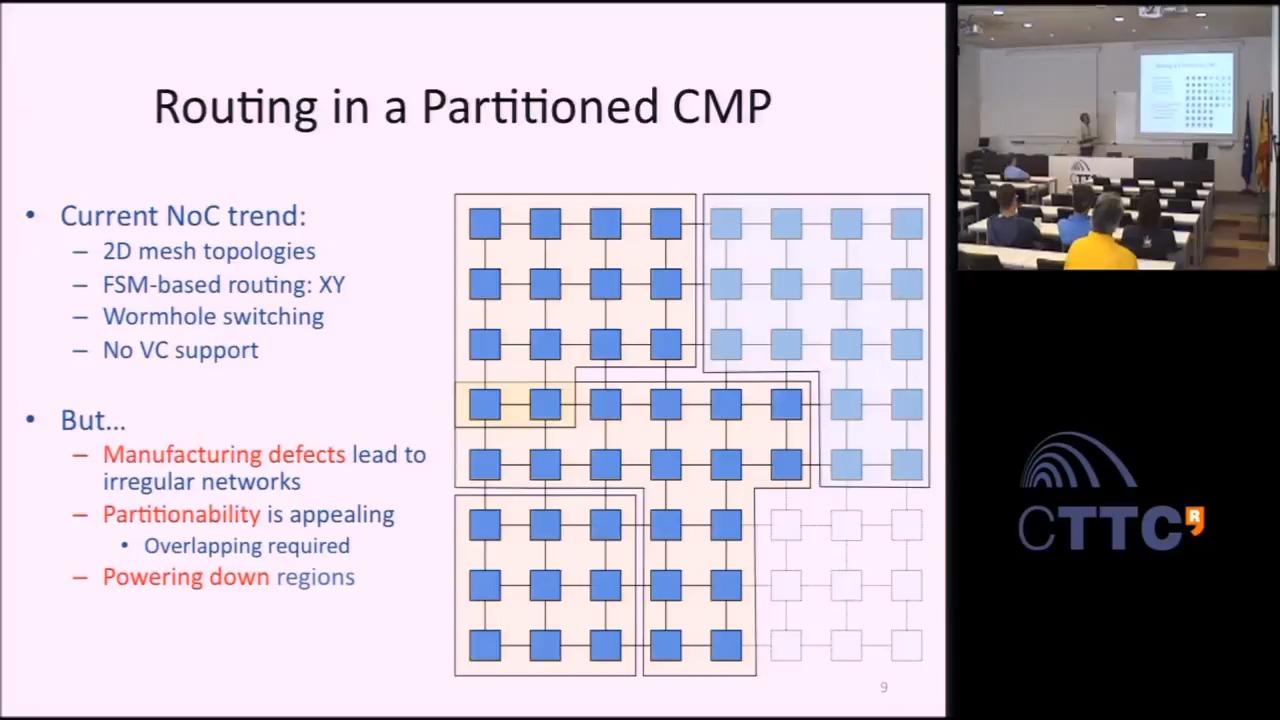 Routing in a Partitioned CMP
• Current NoC trend:
– 2D mesh topologies
– FSM-based routing: XY
– Wormhole switching
– No VC support
• But...
– Manufacturing defects lead to
irregular networks
– Partitionability is appealing
• Overlapping required
– Powering down regions
9
CTTC
CTTC R